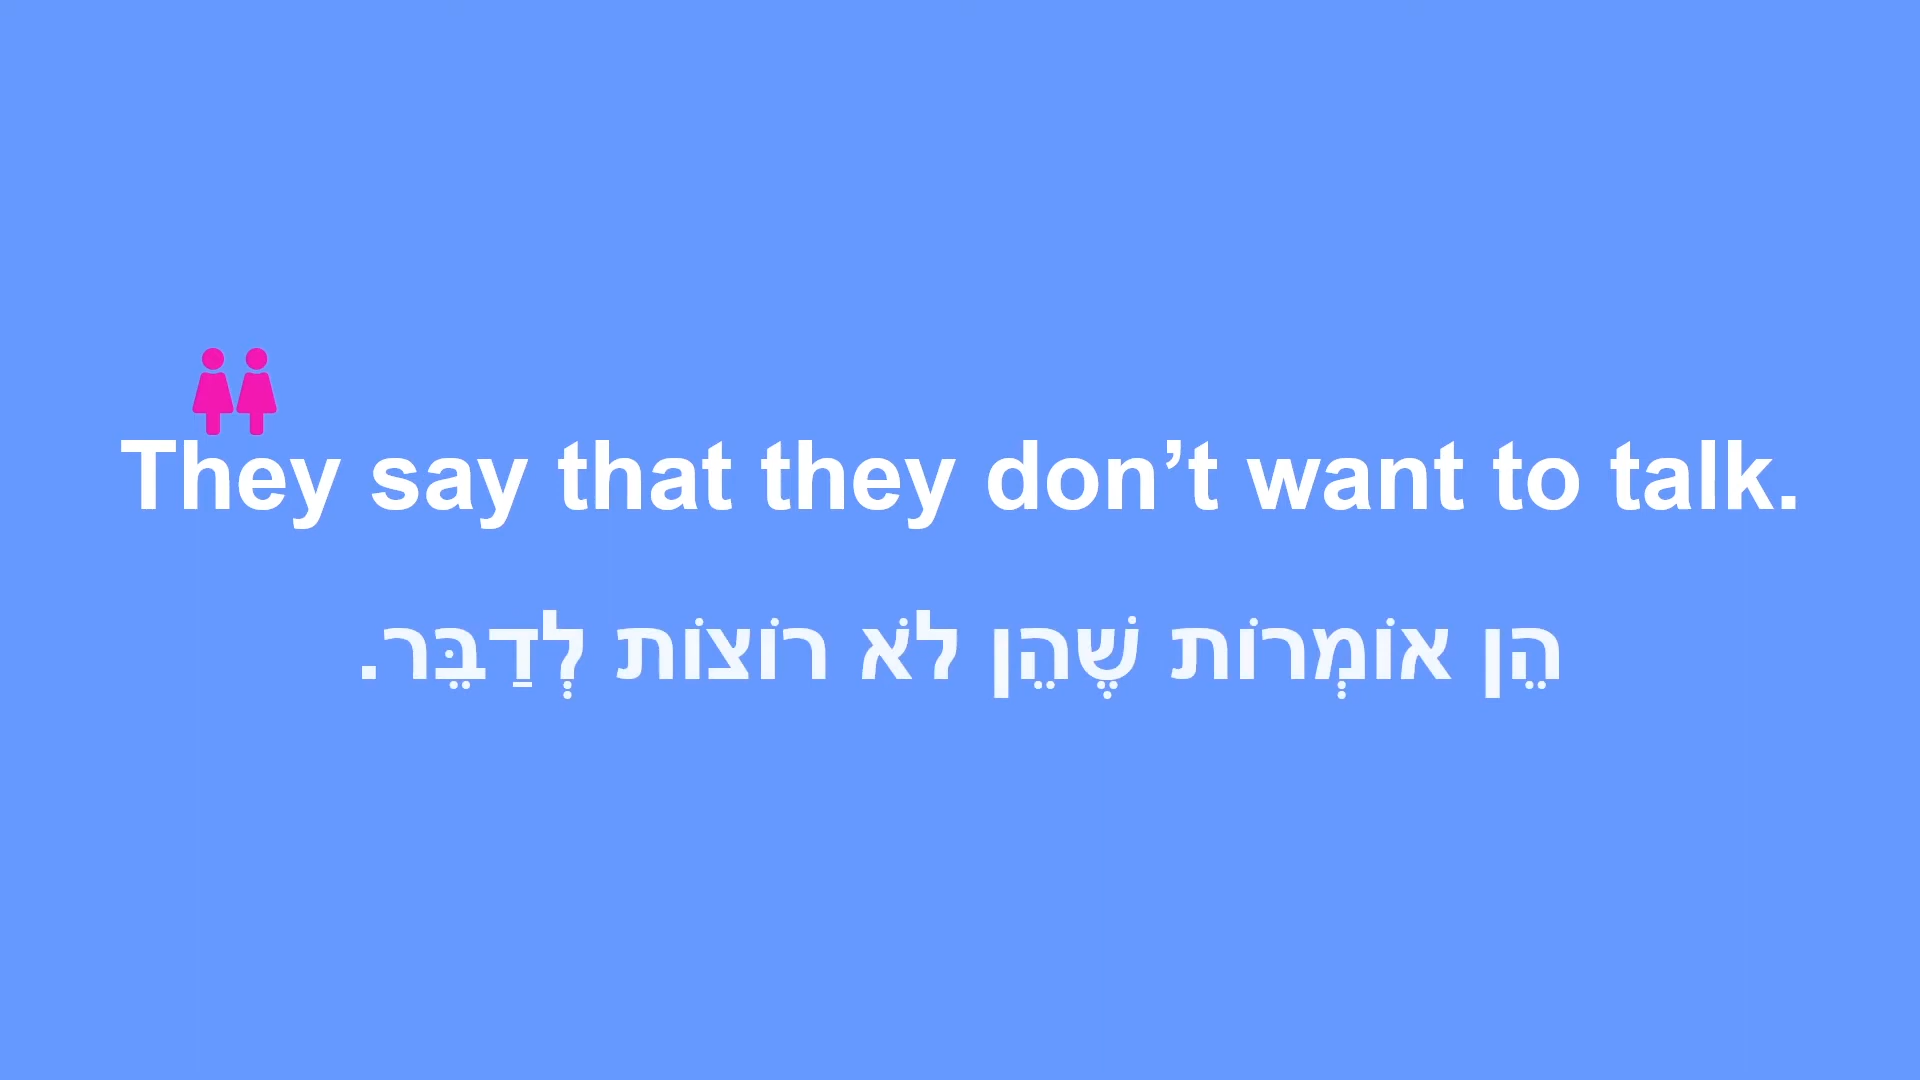 They say that they don’t want to talk.
הֵן אוֹמְרוֹת שֶׁהֵן לֹא רוֹצוֹת לְדַבֵּר.